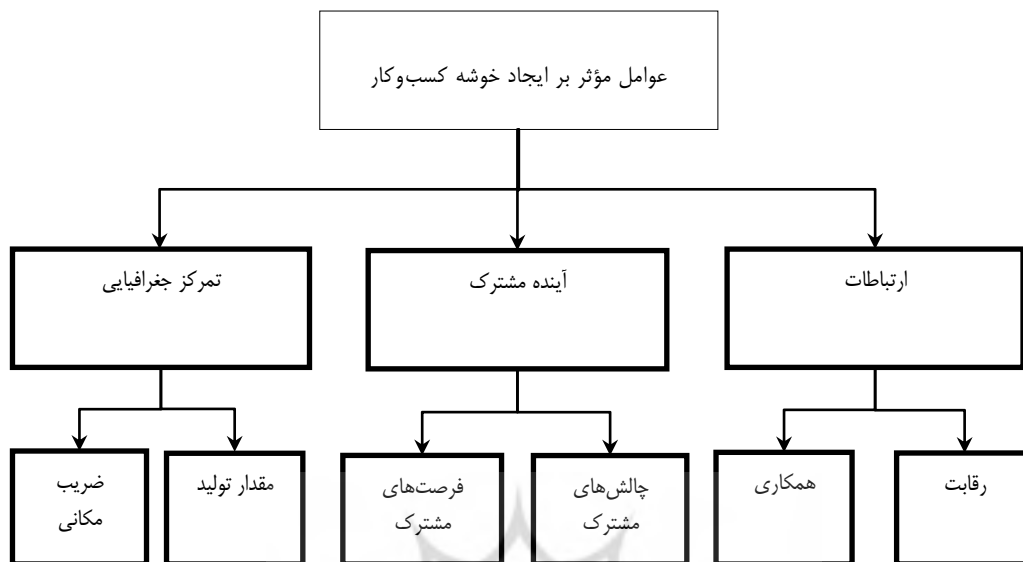 عوامل مؤثر بر ایجاد خوشه کسب‌وکار
ارتباطات
آینده مشترک
تمرکز جغرافیایی
رقابت
همکاری
چالش‌های
مشترک
فرصت‌های
مشترک
مقدار تولید
ضریب
مکانی